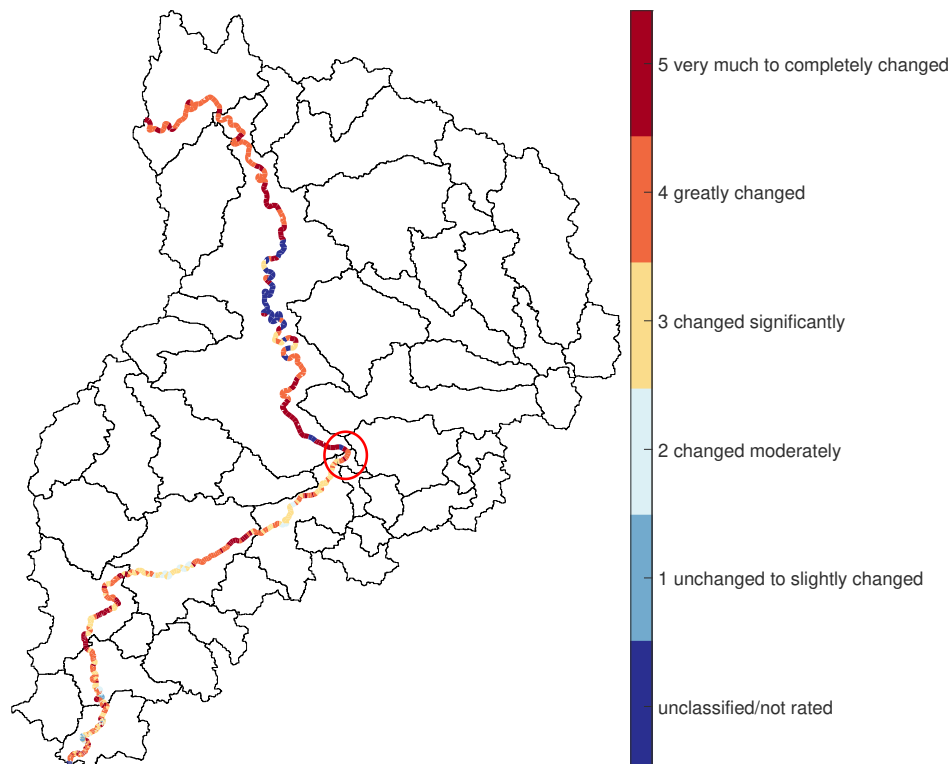 5 very much to completely changed
4 greatly changed
3 changed significantly
2 changed moderately
1 unchanged to slightly changed
unclassified/not rated